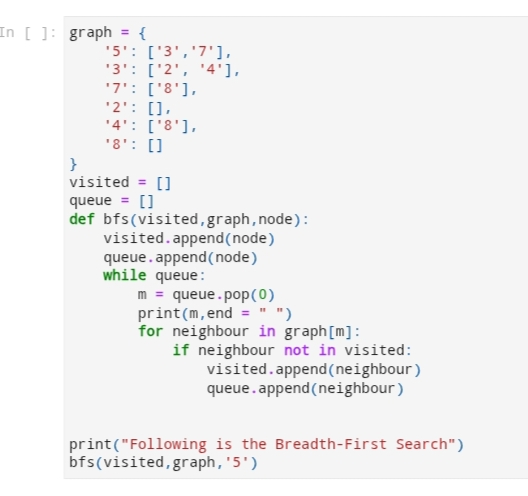 In [ ]: graph = {
    '5': ['3','7'],
    '3': ['2', '4'],
    '7': ['8'],
    '2': [],
    '4': ['8'],
    '8': []
}
visited = []
queue = []
def bfs(visited,graph,node):
    visited.append(node)
    queue.append(node)
    while queue:
        m = queue.pop(0)
        print(m,end = " ")
        for neighbour in graph[m]:
            if neighbour not in visited:
                visited.append(neighbour)
                queue.append(neighbour)
print("Following is the Breadth-First Search")
bfs(visited,graph,'5')